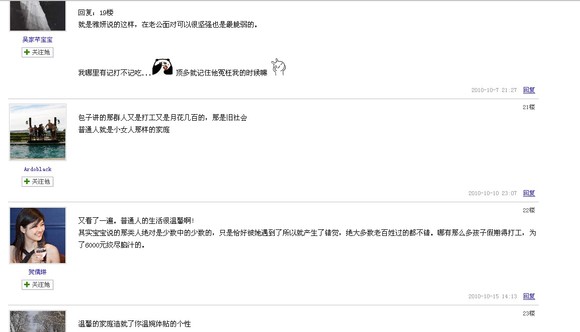 回复：19楼
就是雅妍说的这样，在老公面对可以很坚强也是最脆弱的。
我哪里有记打不记吃...
顶多就记住他冤枉我的时候嘛
吴家苹宝宝
关注她
2010-10-7 21:27 回复
21楼
包子讲的那群人又是打工又是月花几百的，那是旧社会
普通人就是小女人那样的家庭
Ardoblack
关注她
2010-10-10 23:07 回复
22楼
又看了一遍。普通人的生活很温馨啊！
其实宝宝说的那类人绝对是少数中的少数的，只是恰好被她遇到了所以就产生了错觉，绝大多数老百姓过的都不错。哪有那么多孩子假期得打工，为
了6000元绞尽脑汁的。
贺儒绵
关注她
2010-10-15 14:13 回复
23楼
温馨的家庭造就了你温婉体贴的个性